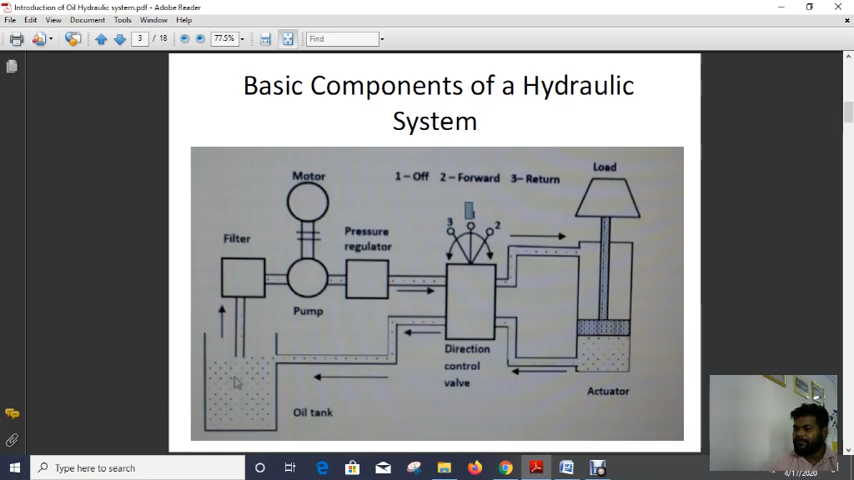 Introduction of Oil Hydraulic system.pdf - Adobe Reader
File Edit View Document Tools Window Help
3 / 18 77.5% Find
Basic Components of a Hydraulic
System
Motor
1 – Off 2 – Forward 3– Return
Load
Filter
Pressure
regulator
3
2
Pump
Direction
control
valve
Oil tank
Actuator
Type here to search
4/17/2020